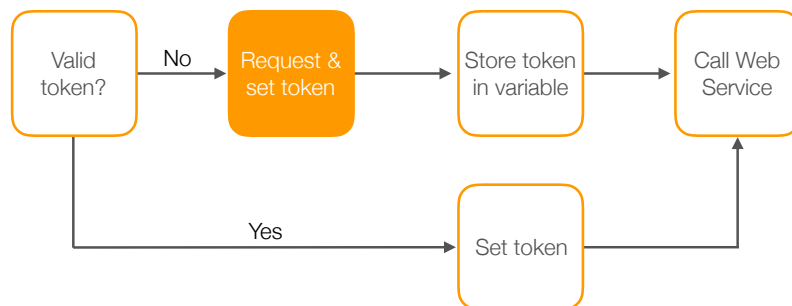 Valid
token?
No
Request &
set token
Store token
in variable
Call Web
Service
Yes
Set token